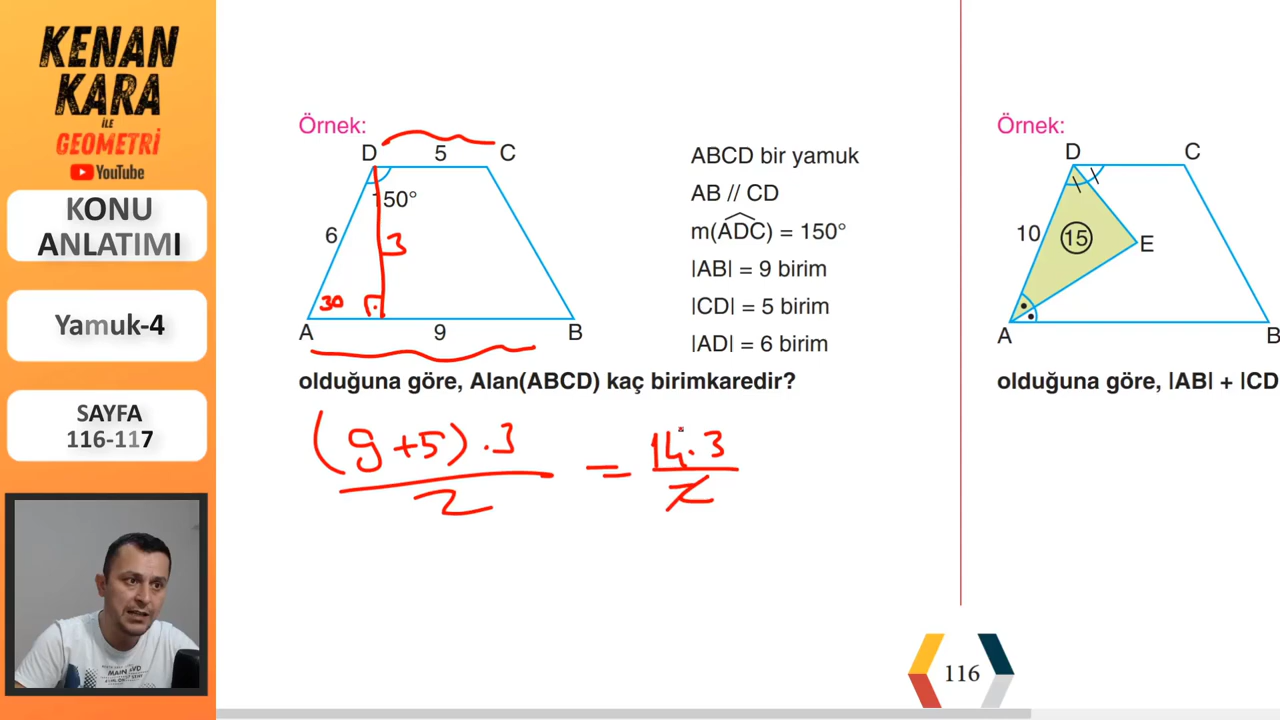 KENAN
KARA
İLE
GEOMETRİ
YouTube
KONU
ANLATIMI
Yamuk-4
SAYFA
116-117
Örnek:
D 5 C
150°
6
3
30
A 9 B
ABCD bir yamuk
AB // CD
m(ADC) = 150°
|AB| = 9 birim
|CD| = 5 birim
|AD| = 6 birim
olduğuna göre, Alan(ABCD) kaç birimkaredir?
(9+5).3 / 2 = 14.3 / 2
116
Örnek:
D C
10
15
E
A B
olduğuna göre, |AB| + |CD
MAIN AVD